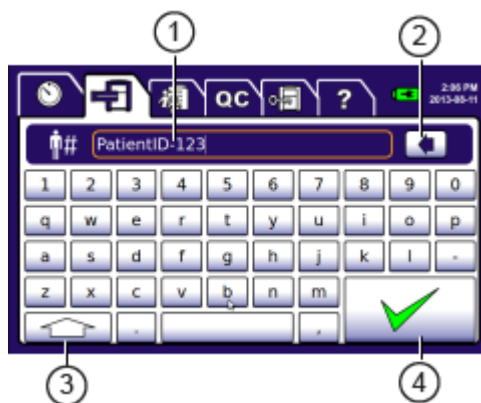 1 2
QC ? 2:06 PM
2013-08-11
# PatientID-123
1 2 3 4 5 6 7 8 9 0
q w e r t y u i o p
a s d f g h j k l -
z x c v b n m
. ,
3 4